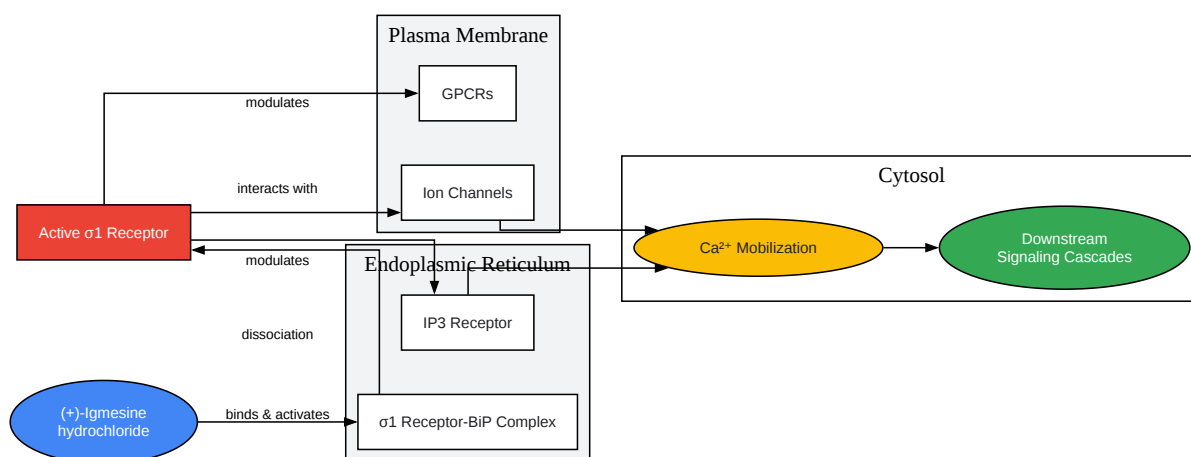 Plasma Membrane
GPCRs
modulates
Ion Channels
interacts with
Cytosol
Active σ1 Receptor
Ca²⁺ Mobilization
Downstream
Signaling Cascades
modulates
Endoplasmic Reticulum
IP3 Receptor
dissociation
(+)-Igmesine
hydrochloride
binds & activates
σ1 Receptor-BiP Complex